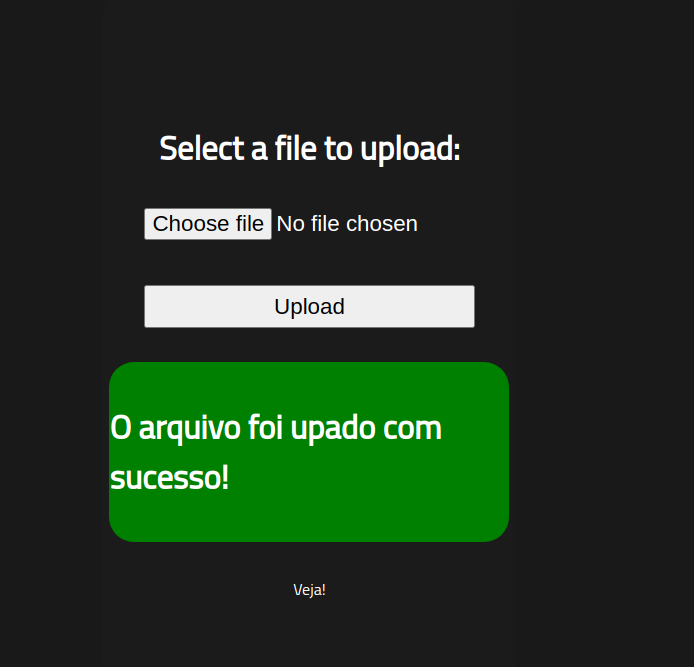 Select a file to upload:
Choose file No file chosen
Upload
O arquivo foi upado com
sucesso!
Veja!